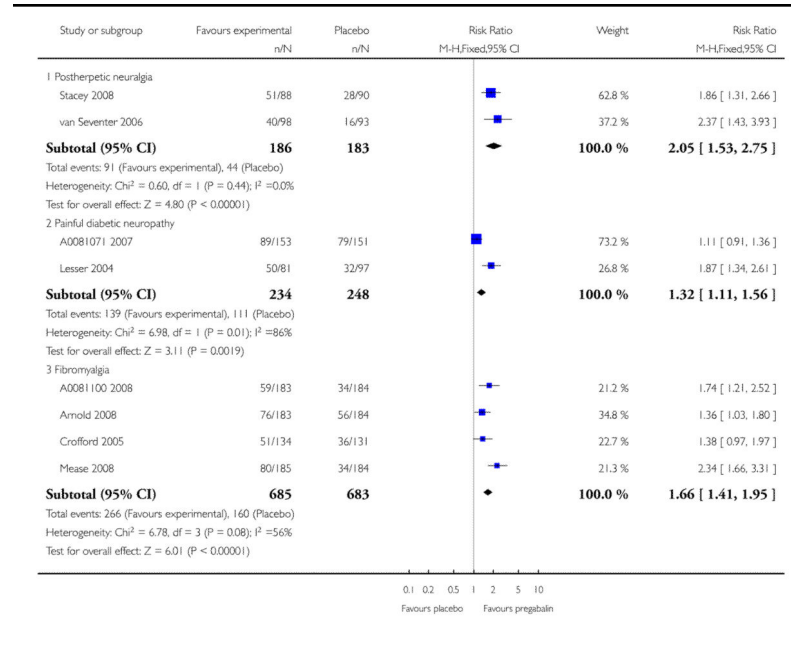 Study or subgroup Favours experimental Placebo Risk Ratio Weight Risk Ratio
n/N n/N M-H,Fixed,95% CI M-H,Fixed,95% CI
1 Postherpetic neuralgia
Stacey 2008 51/88 28/90 62.8 % 1.86 [ 1.31, 2.66 ]
van Seventer 2006 40/98 16/93 37.2 % 2.37 [ 1.43, 3.93 ]
Subtotal (95% CI) 186 183 100.0 % 2.05 [ 1.53, 2.75 ]
Total events: 91 (Favours experimental), 44 (Placebo)
Heterogeneity: Chi² = 0.60, df = 1 (P = 0.44); I² =0.0%
Test for overall effect: Z = 4.80 (P < 0.00001)
2 Painful diabetic neuropathy
A0081071 2007 89/153 79/151 73.2 % 1.11 [ 0.91, 1.36 ]
Lesser 2004 50/81 32/97 26.8 % 1.87 [ 1.34, 2.61 ]
Subtotal (95% CI) 234 248 100.0 % 1.32 [ 1.11, 1.56 ]
Total events: 139 (Favours experimental), 111 (Placebo)
Heterogeneity: Chi² = 6.98, df = 1 (P = 0.01); I² =86%
Test for overall effect: Z = 3.11 (P = 0.0019)
3 Fibromyalgia
A0081100 2008 59/183 34/184 21.2 % 1.74 [ 1.21, 2.52 ]
Arnold 2008 76/183 56/184 34.8 % 1.36 [ 1.03, 1.80 ]
Crofford 2005 51/134 36/131 22.7 % 1.38 [ 0.97, 1.97 ]
Mease 2008 80/185 34/184 21.3 % 2.34 [ 1.66, 3.31 ]
Subtotal (95% CI) 685 683 100.0 % 1.66 [ 1.41, 1.95 ]
Total events: 266 (Favours experimental), 160 (Placebo)
Heterogeneity: Chi² = 6.78, df = 3 (P = 0.08); I² =56%
Test for overall effect: Z = 6.01 (P < 0.00001)
0.1 0.2 0.5 1 2 5 10
Favours placebo Favours pregabalin